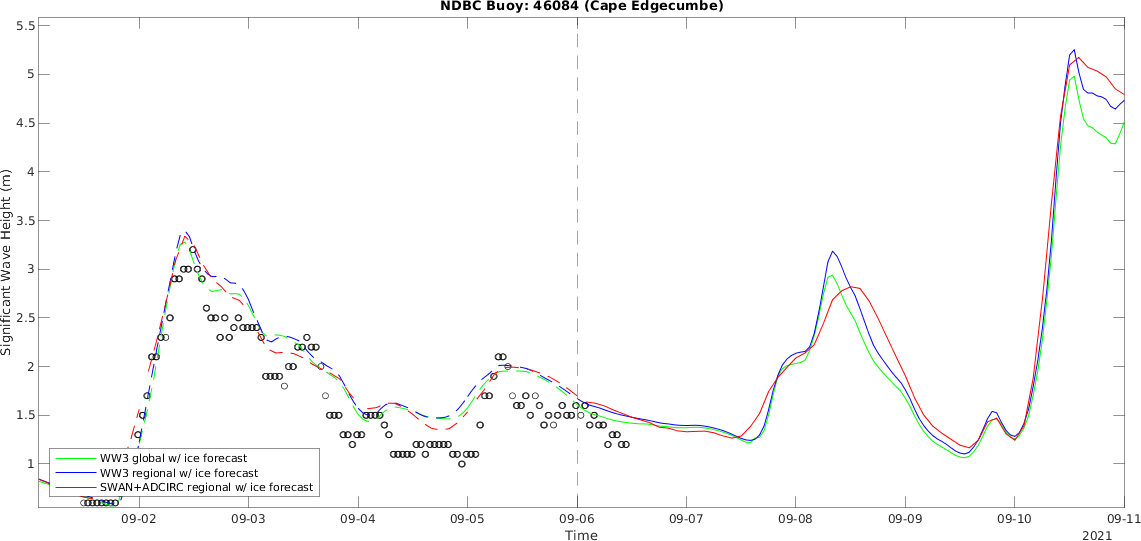 NDBC Buoy: 46084 (Cape Edgecumbe)
5.5
5
4.5
4
3.5
3
2.5
2
1.5
1
Significant Wave Height (m)
WW3 global w/ ice forecast
WW3 regional w/ ice forecast
SWAN+ADCIRC regional w/ ice forecast
09-02 09-03 09-04 09-05 09-06 09-07 09-08 09-09 09-10 09-11
Time
2021